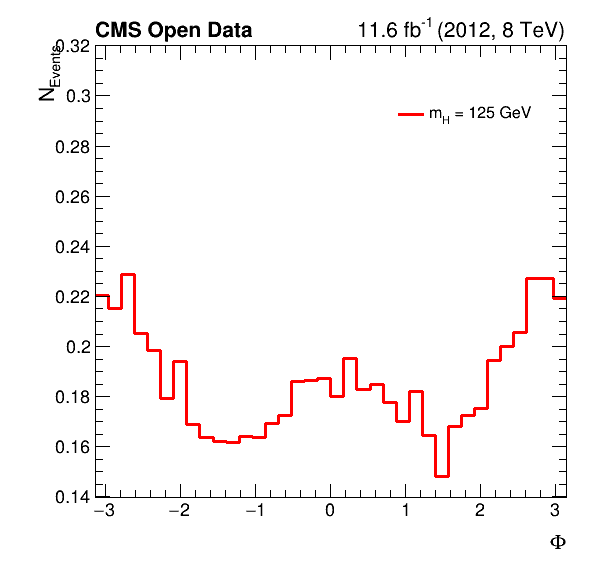 CMS Open Data 11.6 fb-1 (2012, 8 TeV)
N Events
0.32
0.3
0.28
0.26
0.24
0.22
0.2
0.18
0.16
0.14
mH = 125 GeV
−3 −2 −1 0 1 2 3
Φ